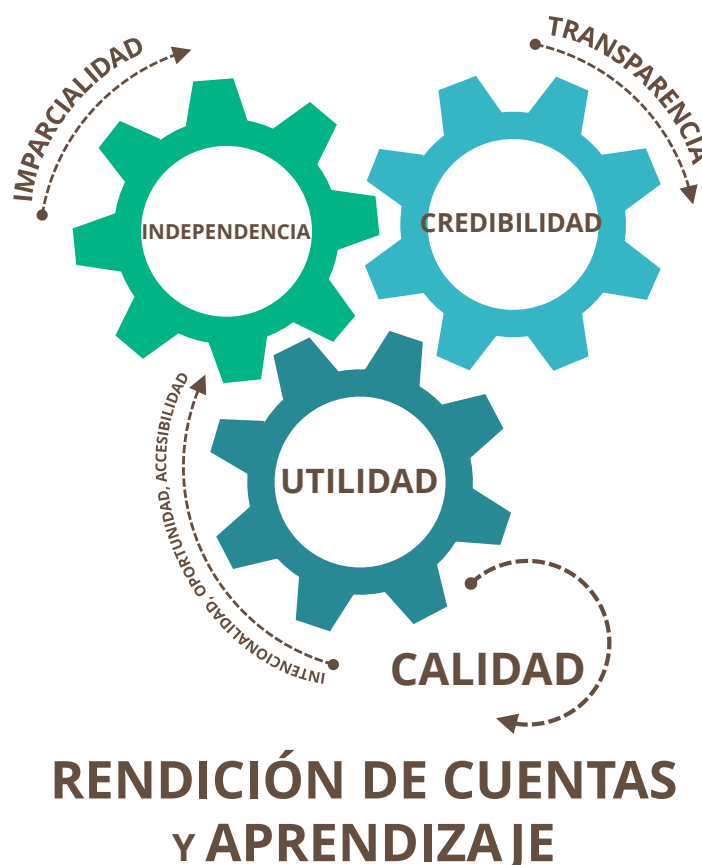 IMPARCIALIDAD
TRANSPARENCIA
INDEPENDENCIA
CREDIBILIDAD
INTENCIONALIDAD, OPORTUNIDAD, ACCESIBILIDAD
UTILIDAD
CALIDAD
RENDICIÓN DE CUENTAS
Y APRENDIZAJE